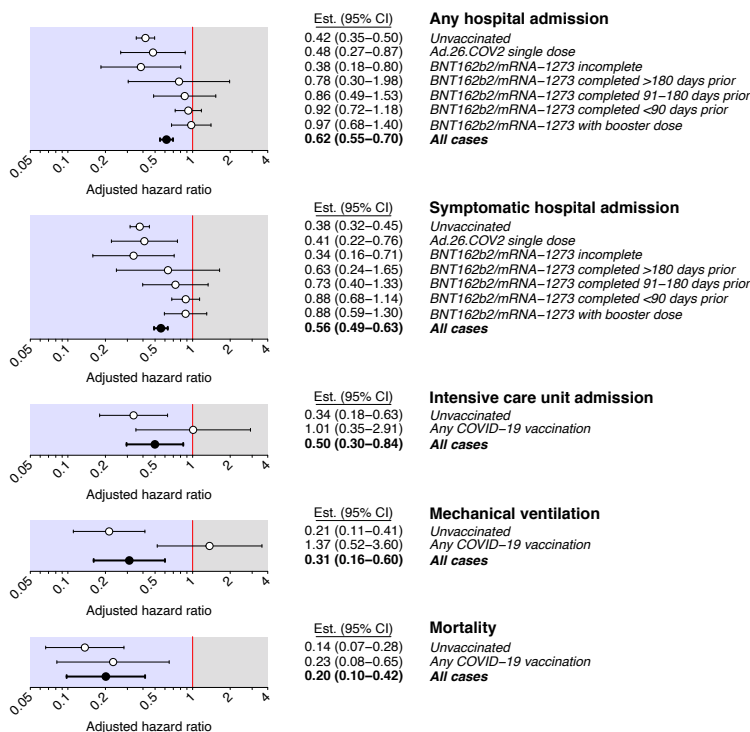 Est. (95% CI) Any hospital admission
0.42 (0.35−0.50) Unvaccinated
0.48 (0.27−0.87) Ad.26.COV2 single dose
0.38 (0.18−0.80) BNT162b2/mRNA−1273 incomplete
0.78 (0.30−1.98) BNT162b2/mRNA−1273 completed >180 days prior
0.86 (0.49−1.53) BNT162b2/mRNA−1273 completed 91−180 days prior
0.92 (0.72−1.18) BNT162b2/mRNA−1273 completed <90 days prior
0.97 (0.68−1.40) BNT162b2/mRNA−1273 with booster dose
0.62 (0.55−0.70) All cases
0.05 0.1 0.2 0.5 1 2 4
Adjusted hazard ratio
Est. (95% CI) Symptomatic hospital admission
0.38 (0.32−0.45) Unvaccinated
0.41 (0.22−0.76) Ad.26.COV2 single dose
0.34 (0.16−0.71) BNT162b2/mRNA−1273 incomplete
0.63 (0.24−1.65) BNT162b2/mRNA−1273 completed >180 days prior
0.73 (0.40−1.33) BNT162b2/mRNA−1273 completed 91−180 days prior
0.88 (0.68−1.14) BNT162b2/mRNA−1273 completed <90 days prior
0.88 (0.59−1.30) BNT162b2/mRNA−1273 with booster dose
0.56 (0.49−0.63) All cases
0.05 0.1 0.2 0.5 1 2 4
Adjusted hazard ratio
Est. (95% CI) Intensive care unit admission
0.34 (0.18−0.63) Unvaccinated
1.01 (0.35−2.91) Any COVID−19 vaccination
0.50 (0.30−0.84) All cases
0.05 0.1 0.2 0.5 1 2 4
Adjusted hazard ratio
Est. (95% CI) Mechanical ventilation
0.21 (0.11−0.41) Unvaccinated
1.37 (0.52−3.60) Any COVID−19 vaccination
0.31 (0.16−0.60) All cases
0.05 0.1 0.2 0.5 1 2 4
Adjusted hazard ratio
Est. (95% CI) Mortality
0.14 (0.07−0.28) Unvaccinated
0.23 (0.08−0.65) Any COVID−19 vaccination
0.20 (0.10−0.42) All cases
0.05 0.1 0.2 0.5 1 2 4
Adjusted hazard ratio